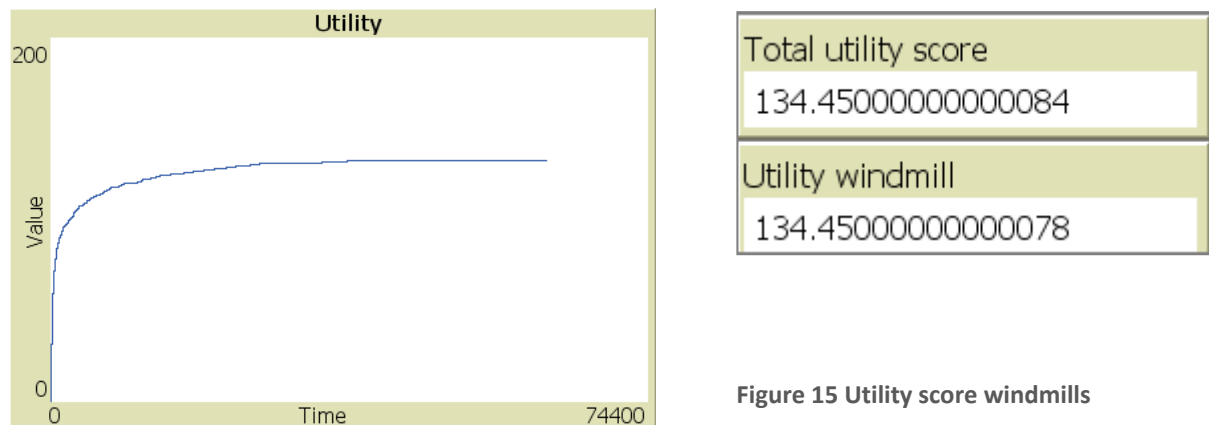 Utility
200
Value
0
0 Time 74400
Total utility score
134.45000000000084
Utility windmill
134.45000000000078
Figure 15 Utility score windmills